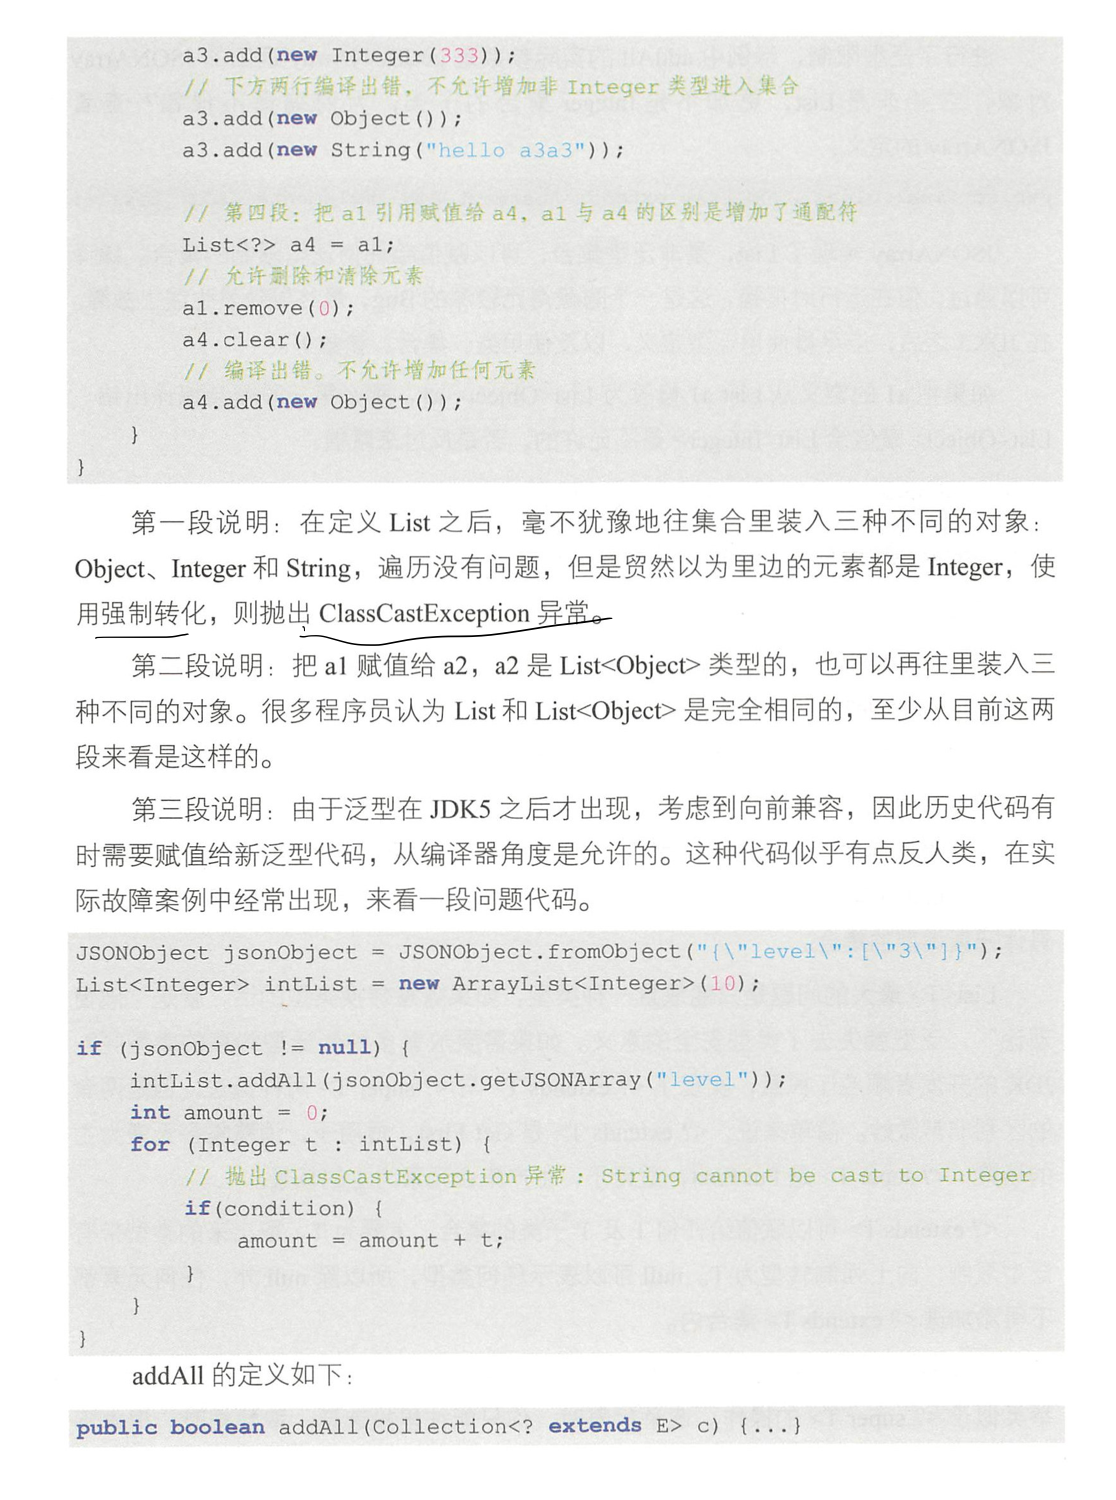 a3.add(new Integer(333));
// 下方两行编译出错，不允许增加非 Integer 类型进入集合
a3.add(new Object());
a3.add(new String("hello a3a3"));
// 第四段：把 a1 引用赋值给 a4，a1 与 a4 的区别是增加了通配符 <?>
List<?> a4 = a1;
// 允许删除和清除元素
a1.remove(0);
a4.clear();
// 编译出错。不允许增加任何元素
a4.add(new Object());
}
}
第一段说明：在定义 List 之后，毫不犹豫地往集合里装入三种不同的对象：
Object、Integer 和 String，遍历没有问题，但是贸然以为里边的元素都是 Integer，使
用强制转化，则抛出 ClassCastException 异常。
第二段说明：把 a1 赋值给 a2，a2 是 List<Object> 类型的，也可以再往里装入三
种不同的对象。很多程序员认为 List 和 List<Object> 是完全相同的，至少从目前这两
段来看是这样的。
第三段说明：由于泛型在 JDK5 之后才出现，考虑到向前兼容，因此历史代码有
时需要赋值给新泛型代码，从编译器角度是允许的。这种代码似乎有点反人类，在实
际故障案例中经常出现，来看一段问题代码。
JSONObject jsonObject = JSONObject.fromObject("{\"level\":[\"3\"]}");
List<Integer> intList = new ArrayList<Integer>(10);
if (jsonObject != null) {
intList.addAll(jsonObject.getJSONArray("level"));
int amount = 0;
for (Integer t : intList) {
// 抛出 ClassCastException 异常 : String cannot be cast to Integer
if(condition) {
amount = amount + t;
}
}
}
addAll 的定义如下：
public boolean addAll(Collection<? extends E> c) {...}